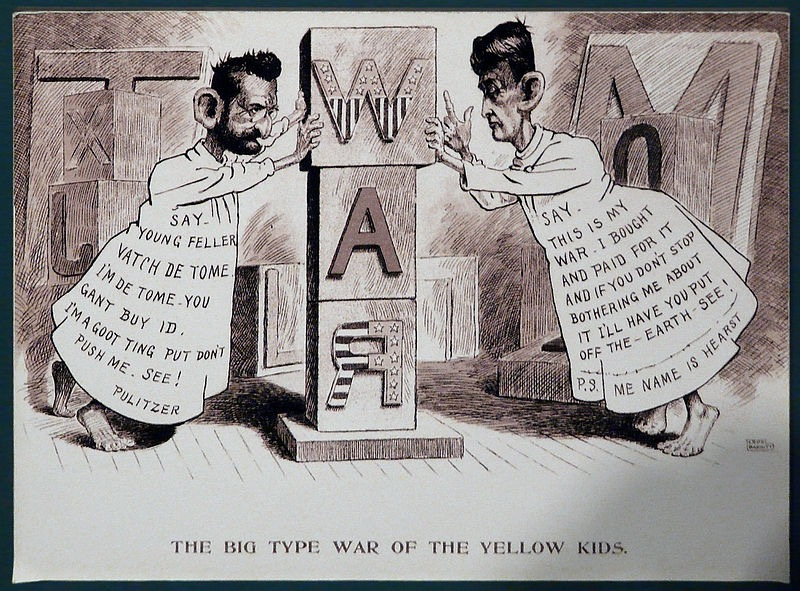 T
X
W
A
R
M
SAY-
YOUNG FELLER
VATCH DE TOME.
I'M DE TOME-YOU
GANT BUY ID,
I'M A GOOT TING PUT DON'T
PUSH ME. SEE!
PULITZER
SAY-
THIS IS MY
WAR. I BOUGHT
AND PAID FOR IT
AND IF YOU DON'T STOP
BOTHERING ME ABOUT
IT I'LL HAVE YOU PUT
OFF THE-EARTH-SEE!
P.S. ME NAME IS HEARST
THE BIG TYPE WAR OF THE YELLOW KIDS.